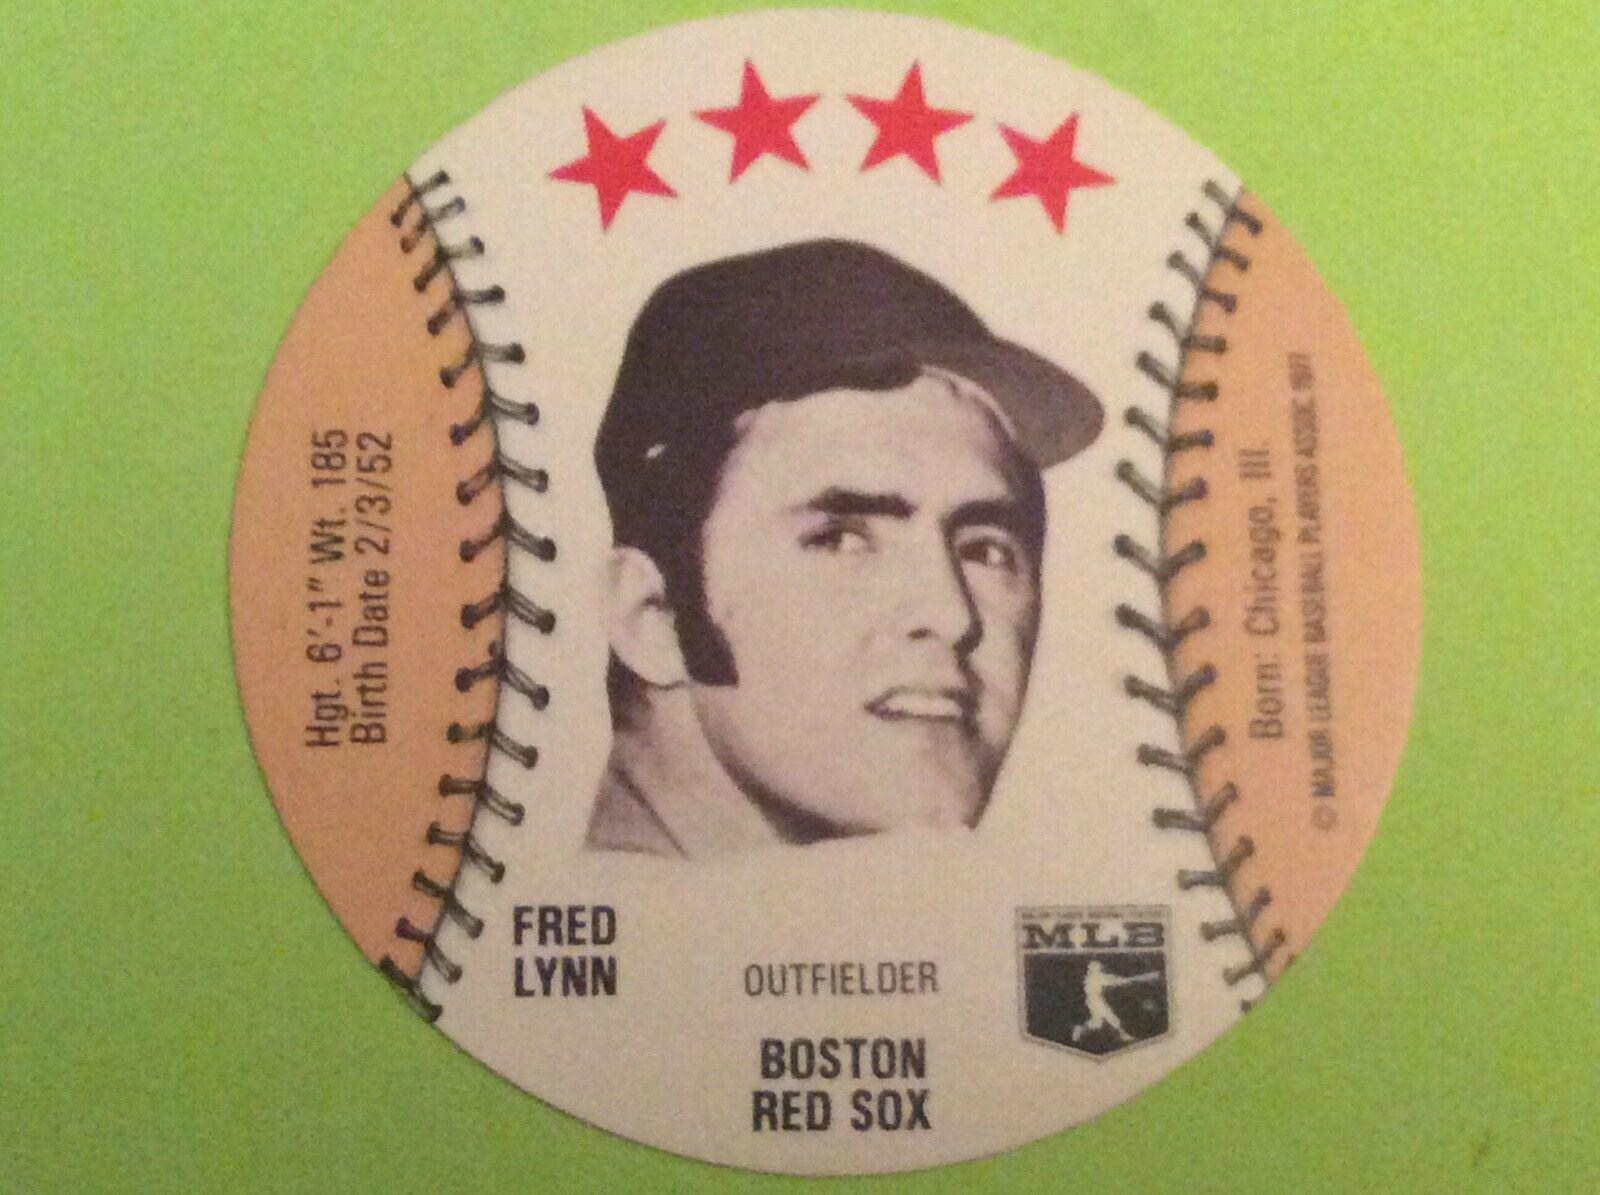 Hgt. 6'-1" Wt. 185
Birth Date 2/3/52
Born: Chicago, Ill.
© MAJOR LEAGUE BASEBALL PLAYERS ASSOC. 1977
FRED
LYNN
OUTFIELDER
MLB
BOSTON
RED SOX